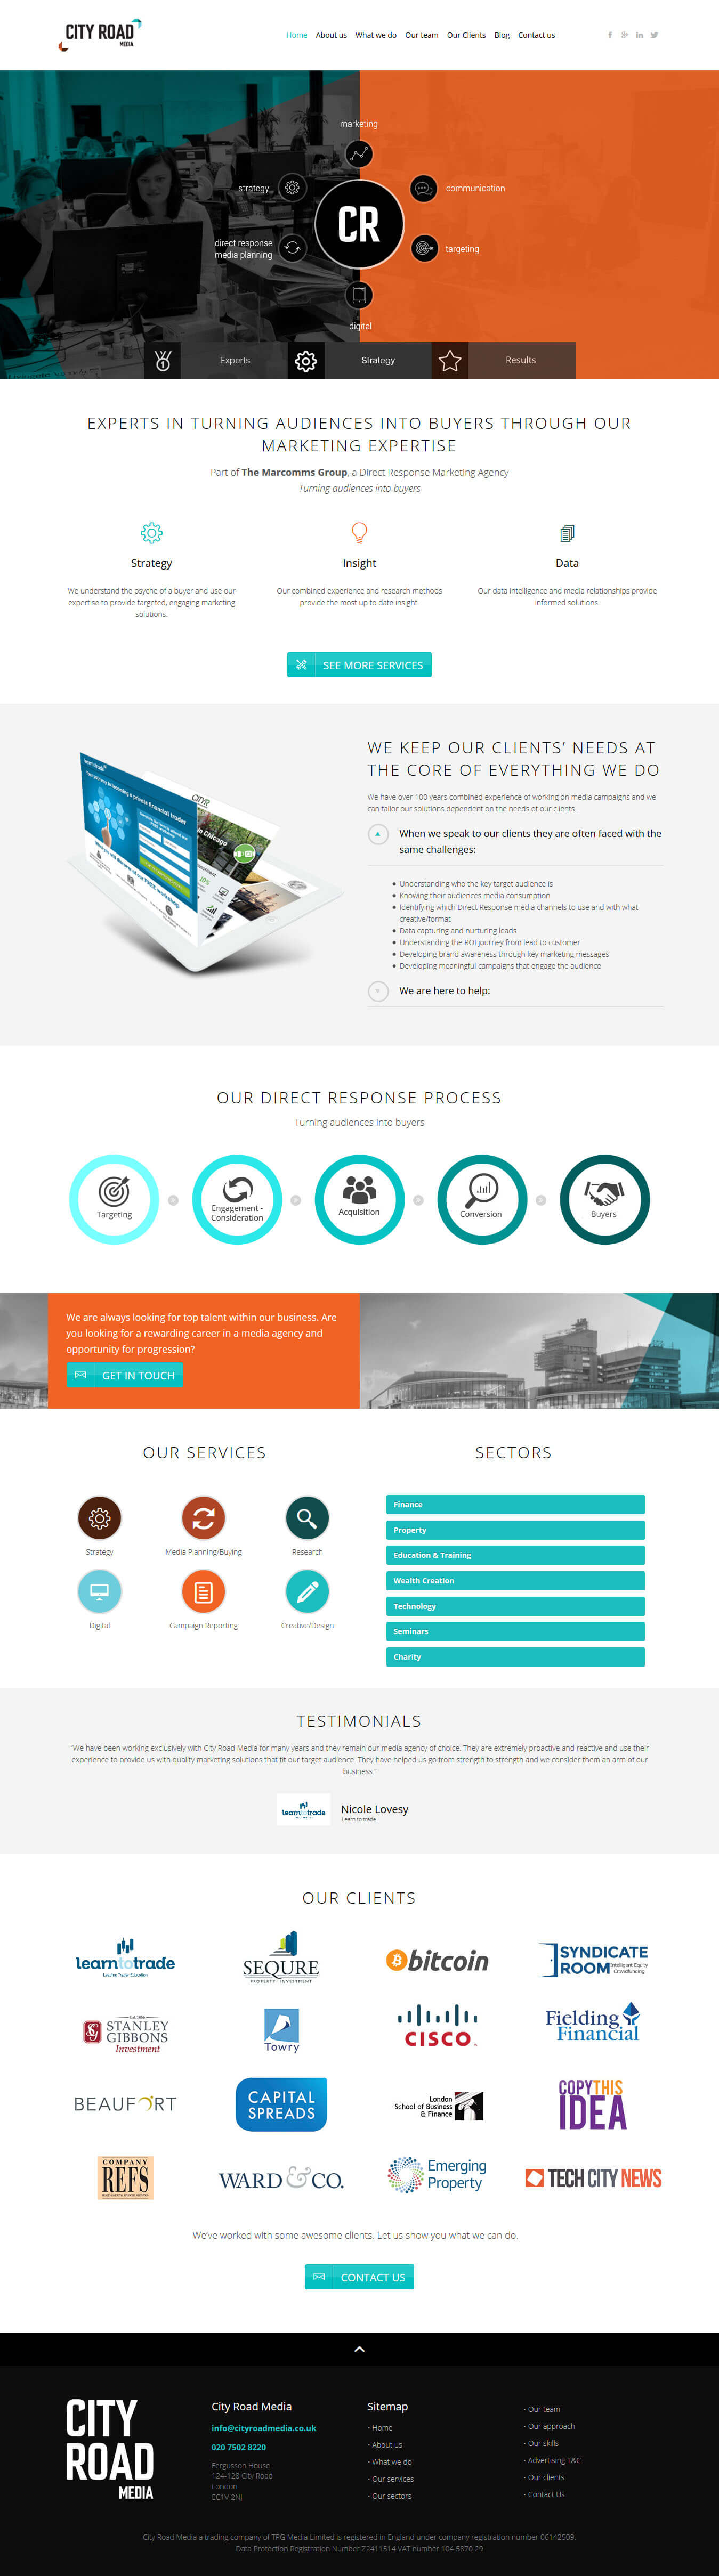 CITY ROAD
MEDIA
Home About us What we do Our team Our Clients Blog Contact us
marketing
strategy
communication
CR
direct response
media planning
targeting
digital
Experts Strategy Results
EXPERTS IN TURNING AUDIENCES INTO BUYERS THROUGH OUR
MARKETING EXPERTISE
Part of The Marcomms Group, a Direct Response Marketing Agency
Turning audiences into buyers
Strategy Insight Data
We understand the psyche of a buyer and use our
expertise to provide targeted, engaging marketing
solutions.
Our combined experience and research methods
provide the most up to date insight.
Our data intelligence and media relationships provide
informed solutions.
SEE MORE SERVICES
WE KEEP OUR CLIENTS' NEEDS AT
THE CORE OF EVERYTHING WE DO
We have over 100 years combined experience of working on media campaigns and we
can tailor our solutions dependent on the needs of our clients.
When we speak to our clients they are often faced with the
same challenges:
Understanding who the key target audience is
Knowing their audiences media consumption
Identifying which Direct Response media channels to use and with what
creative/format
Data capturing and nurturing leads
Understanding the ROI journey from lead to customer
Developing brand awareness through key marketing messages
Developing meaningful campaigns that engage the audience
We are here to help:
OUR DIRECT RESPONSE PROCESS
Turning audiences into buyers
Targeting
Engagement -
Consideration
Acquisition
Conversion
Buyers
We are always looking for top talent within our business. Are
you looking for a rewarding career in a media agency and
opportunity for progression?
GET IN TOUCH
OUR SERVICES
Strategy Media Planning/Buying Research
Digital Campaign Reporting Creative/Design
SECTORS
Finance
Property
Education & Training
Wealth Creation
Technology
Seminars
Charity
TESTIMONIALS
"We have been working exclusively with City Road Media for many years and they remain our media agency of choice. They are extremely proactive and reactive and use their
experience to provide us with quality marketing solutions that fit our target audience. They have helped us go from strength to strength and we consider them an arm of our
business."
learntotrade
Nicole Lovesy
Learn to trade
OUR CLIENTS
learntotrade
Leading Trader Education
SEQURE
PROPERTY INVESTMENT
bitcoin
SYNDICATE
ROOM
Intelligent Equity
Crowdfunding
Est 1856
STANLEY
GIBBONS
Investment
Towry
CISCO
Fielding
Financial
BEAUFORT
CAPITAL
SPREADS
London
School of Business
& Finance
COPYTHIS
IDEA
COMPANY
REFS
WARD & CO.
Emerging
Property
TECH CITY NEWS
We've worked with some awesome clients. Let us show you what we can do.
CONTACT US
CITY
ROAD
MEDIA
City Road Media
info@cityroadmedia.co.uk
020 7502 8220
Fergusson House
124-128 City Road
London
EC1V 2NJ
Sitemap
Home
About us
What we do
Our services
Our sectors
Our team
Our approach
Our skills
Advertising T&C
Our clients
Contact Us
City Road Media a trading company of TPG Media Limited is registered in England under company registration number 06142509.
Data Protection Registration Number Z2411514 VAT number 104 5870 29